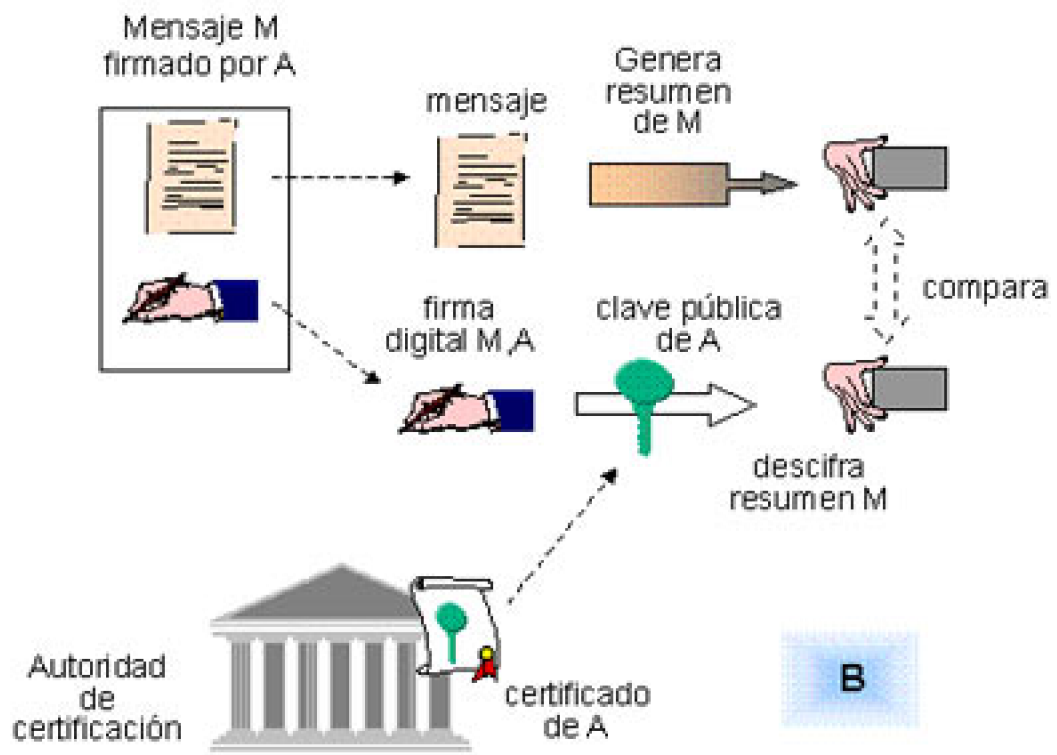 Mensaje M
firmado por A
mensaje
Genera
resumen
de M
compara
firma
digital M,A
clave pública
de A
descifra
resumen M
Autoridad
de
certificación
certificado
de A
B